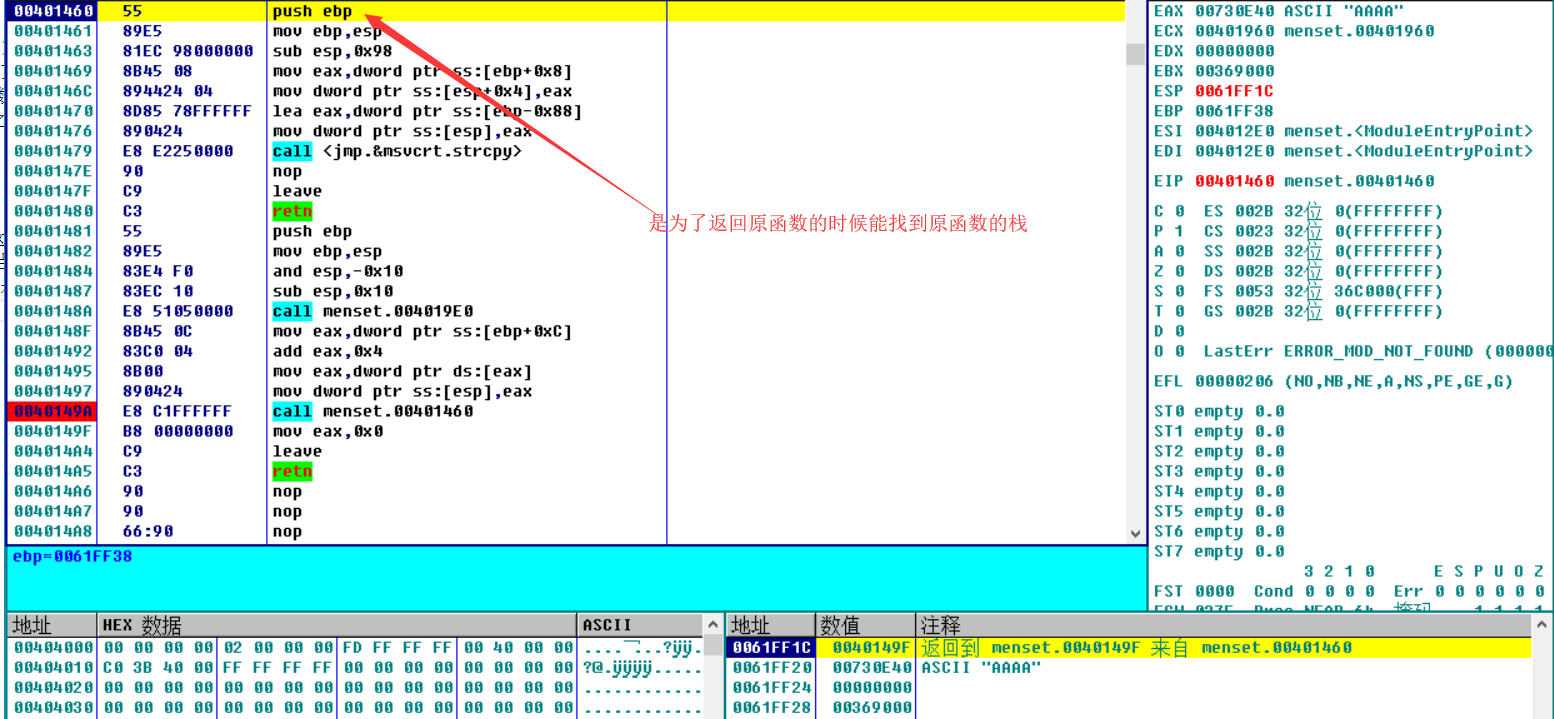 00401460 55 push ebp
00401461 89E5 mov ebp,esp
00401463 81EC 98000000 sub esp,0x98
00401469 8B45 08 mov eax,dword ptr ss:[ebp+0x8]
0040146C 894424 04 mov dword ptr ss:[esp+0x4],eax
00401470 8D85 78FFFFFF lea eax,dword ptr ss:[ebp-0x88]
00401476 890424 mov dword ptr ss:[esp],eax
00401479 E8 E2250000 call <jmp.&msvcrt.strcpy>
0040147E 90 nop
0040147F C9 leave
00401480 C3 retn
是为了返回原函数的时候能找到原函数的栈
00401481 55 push ebp
00401482 89E5 mov ebp,esp
00401484 83E4 F0 and esp,-0x10
00401487 83EC 10 sub esp,0x10
0040148A E8 51050000 call menset.004019E0
0040148F 8B45 0C mov eax,dword ptr ss:[ebp+0xC]
00401492 83C0 04 add eax,0x4
00401495 8B00 mov eax,dword ptr ds:[eax]
00401497 890424 mov dword ptr ss:[esp],eax
0040149A E8 C1FFFFFF call menset.00401460
0040149F B8 00000000 mov eax,0x0
004014A4 C9 leave
004014A5 C3 retn
004014A6 90 nop
004014A7 90 nop
004014A8 66:90 nop
ebp=0061FF38
EAX 00730E40 ASCII "AAAA"
ECX 00401960 menset.00401960
EDX 00000000
EBX 00369000
ESP 0061FF1C
EBP 0061FF38
ESI 004012E0 menset.<ModuleEntryPoint>
EDI 004012E0 menset.<ModuleEntryPoint>
EIP 00401460 menset.00401460
C 0 ES 002B 32位 0(FFFFFFFF)
P 1 CS 0023 32位 0(FFFFFFFF)
A 0 SS 002B 32位 0(FFFFFFFF)
Z 0 DS 002B 32位 0(FFFFFFFF)
S 0 FS 0053 32位 36C000(FFF)
T 0 GS 002B 32位 0(FFFFFFFF)
D 0
O 0 LastErr ERROR_MOD_NOT_FOUND (000000
EFL 00000206 (NO,NB,NE,A,NS,PE,GE,G)
ST0 empty 0.0
ST1 empty 0.0
ST2 empty 0.0
ST3 empty 0.0
ST4 empty 0.0
ST5 empty 0.0
ST6 empty 0.0
ST7 empty 0.0
3 2 1 0 E S P U O Z
FST 0000 Cond 0 0 0 0 Err 0 0 0 0 0 0
地址 HEX 数据 ASCII
00404000 00 00 00 00 02 00 00 00 FD FF FF FF 00 40 00 00
00404010 C0 3B 40 00 FF FF FF FF 00 00 00 00 00 00 00 00 ?@.ÿÿÿÿ.....
00404020 00 00 00 00 00 00 00 00 00 00 00 00 00 00 00 00 ............
00404030 00 00 00 00 00 00 00 00 00 00 00 00 00 00 00 00 ............
地址 数值 注释
0061FF1C 0040149F 返回到 menset.0040149F 来自 menset.00401460
0061FF20 00730E40 ASCII "AAAA"
0061FF24 00000000
0061FF28 00369000